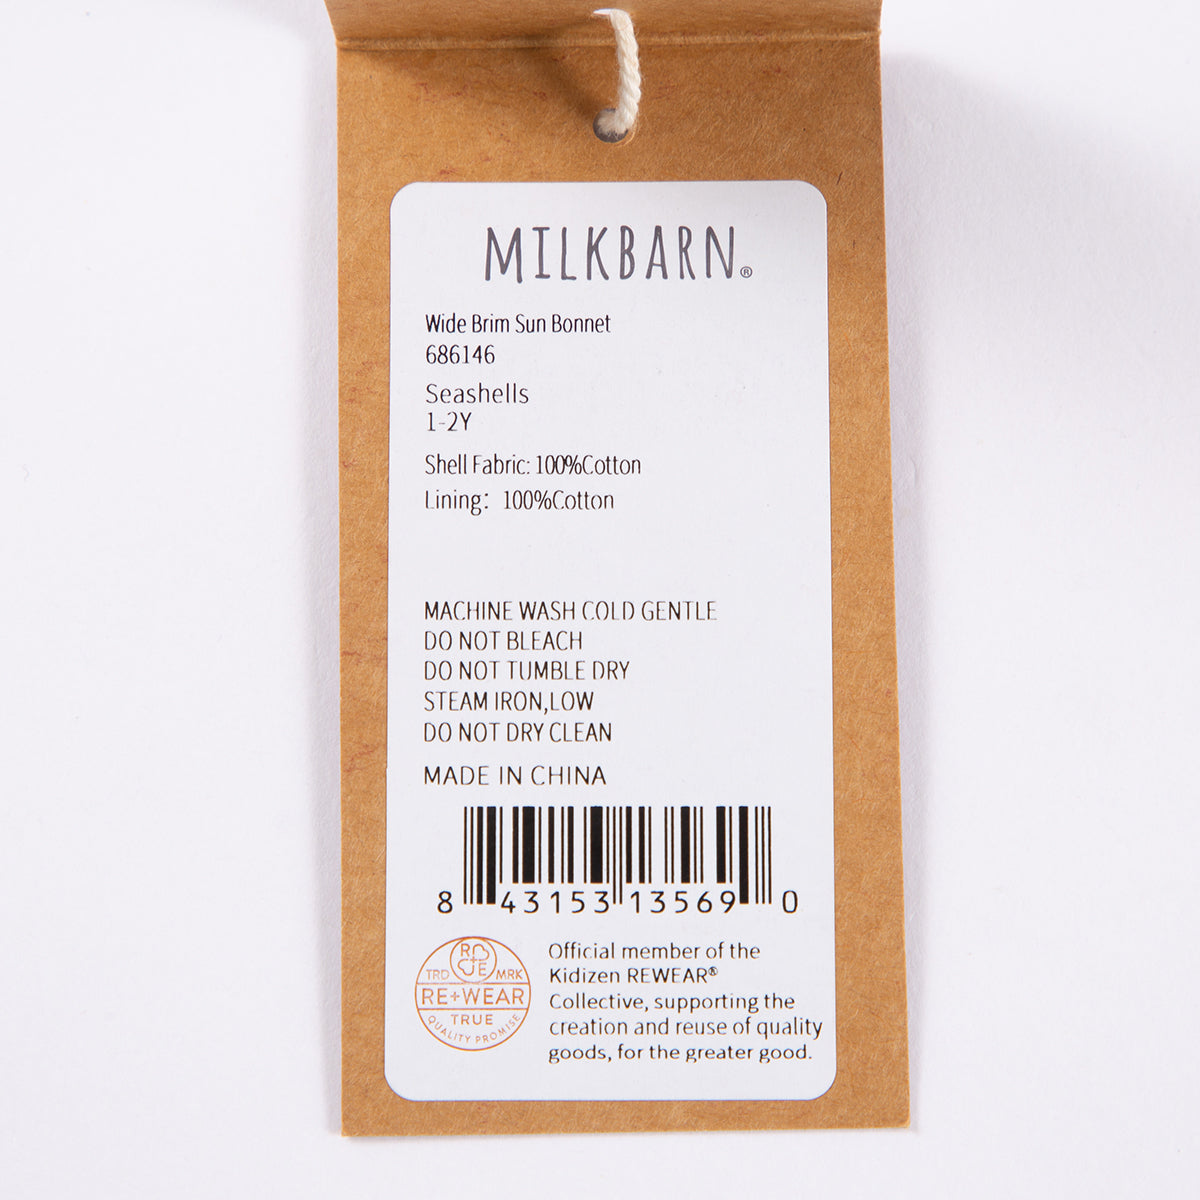 MILKBARN®
Wide Brim Sun Bonnet
686146
Seashells
1-2Y
Shell Fabric: 100%Cotton
Lining: 100%Cotton
MACHINE WASH COLD GENTLE
DO NOT BLEACH
DO NOT TUMBLE DRY
STEAM IRON,LOW
DO NOT DRY CLEAN
MADE IN CHINA
8 43153 13569 0
R
E
TRD MRK
RE+WEAR
TRUE
QUALITY PROMISE
Official member of the
Kidizen REWEAR®
Collective, supporting the
creation and reuse of quality
goods, for the greater good.